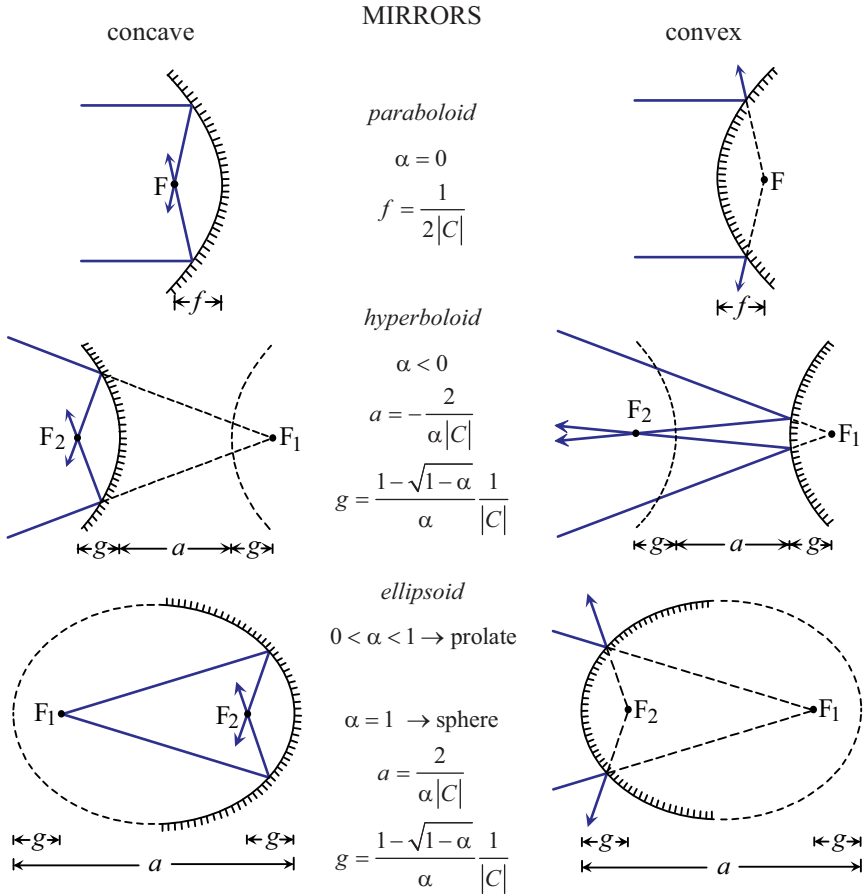 MIRRORS
concave
convex
paraboloid
α = 0
f = 1 / 2|C|
F
f
F
f
hyperboloid
α < 0
a = − 2 / α|C|
g = (1 − √(1 − α)) / α 1 / |C|
F₂
F₁
g a g
F₂
F₁
g a g
ellipsoid
0 < α < 1 → prolate
α = 1 → sphere
a = 2 / α|C|
g = (1 − √(1 − α)) / α 1 / |C|
F₁
F₂
g g
a
F₂
F₁
g g
a